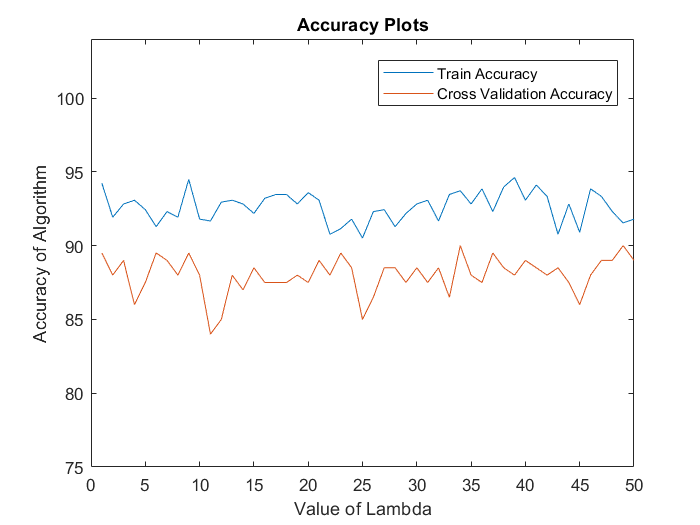 Accuracy Plots
Train Accuracy
Cross Validation Accuracy
Accuracy of Algorithm
100
95
90
85
80
75
0 5 10 15 20 25 30 35 40 45 50
Value of Lambda